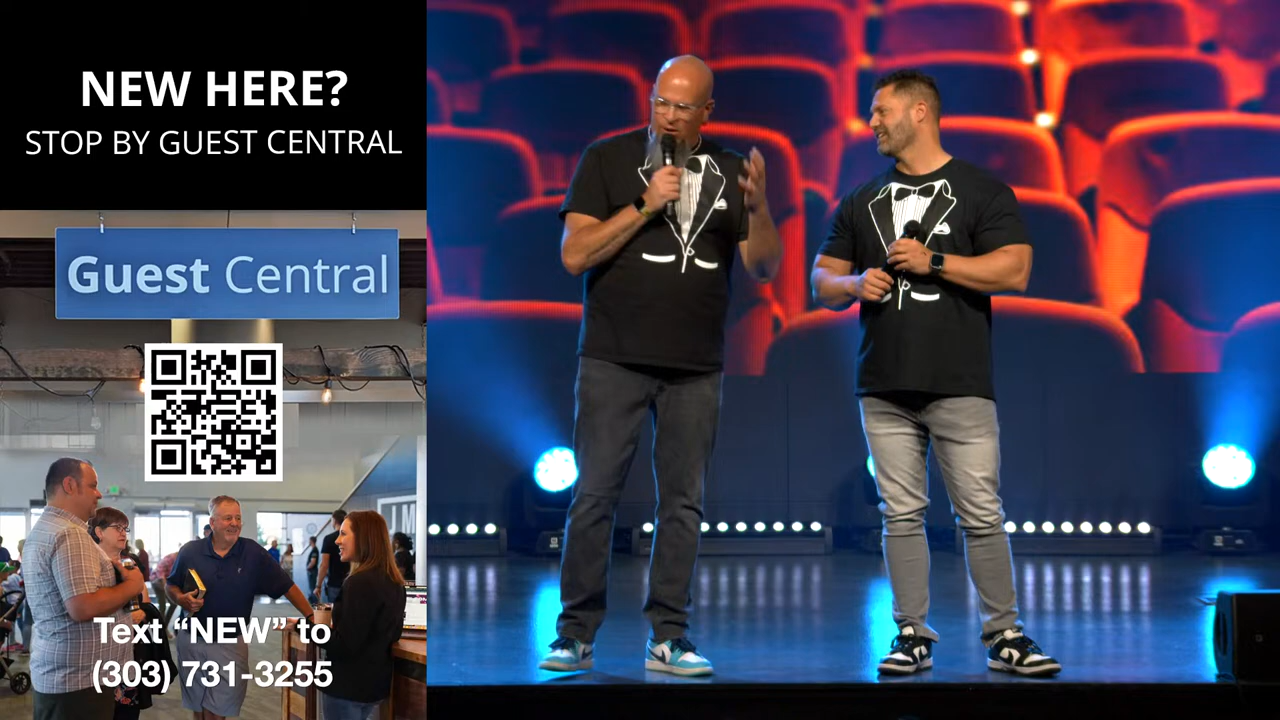 NEW HERE?
STOP BY GUEST CENTRAL
Guest Central
Text “NEW” to
(303) 731-3255